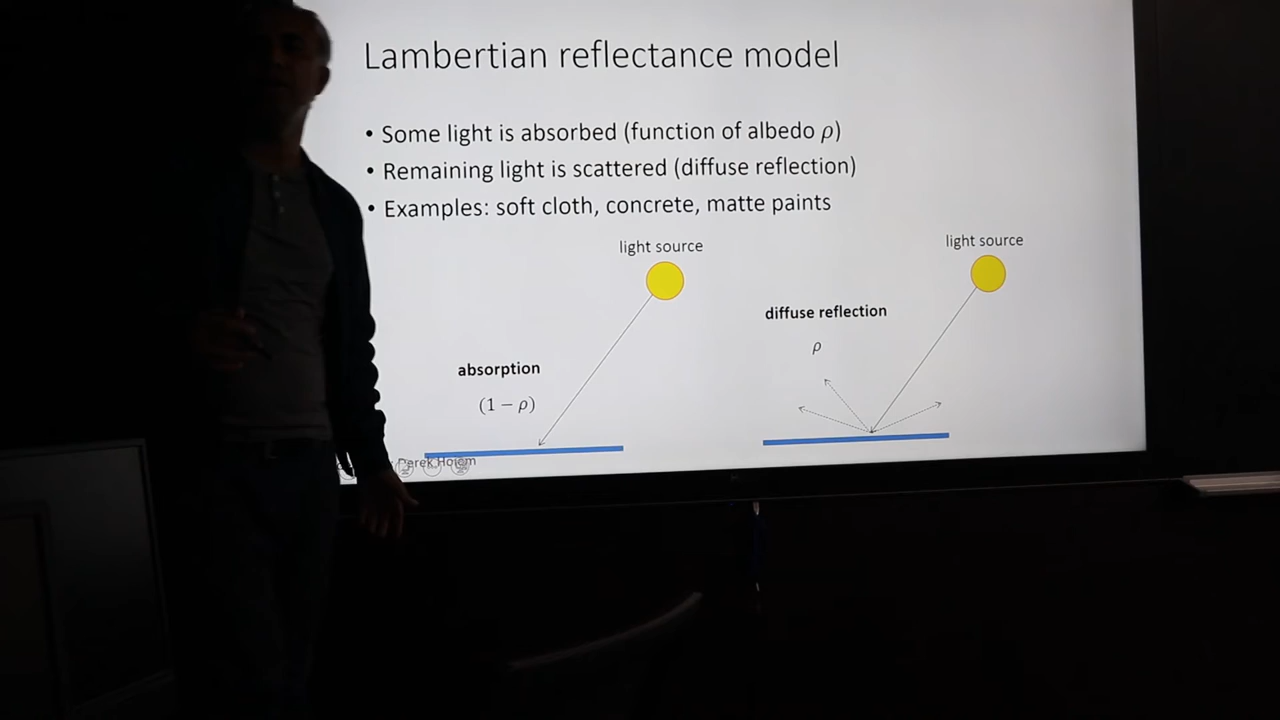 Lambertian reflectance model
• Some light is absorbed (function of albedo ρ)
• Remaining light is scattered (diffuse reflection)
• Examples: soft cloth, concrete, matte paints
light source
light source
diffuse reflection
ρ
absorption
(1 − ρ)
Derek Hoiem